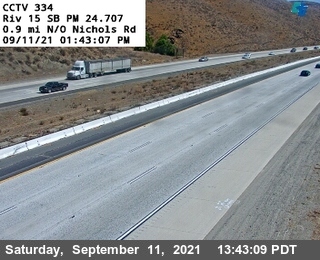 CCTV 334
Riv 15 SB PM 24.707
0.9 mi N/O Nichols Rd
09/11/21 01:43:07 PM
Saturday, September 11, 2021 13:43:09 PDT